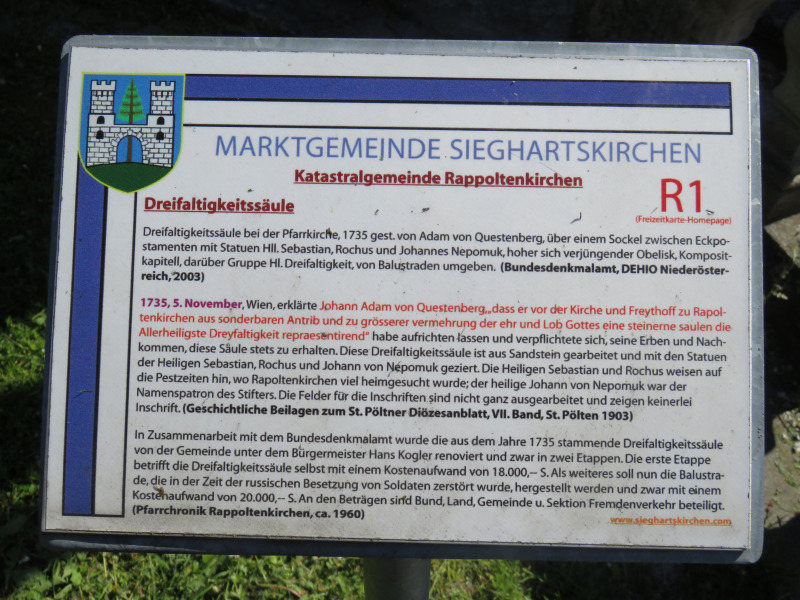 MARKTGEMEINDE SIEGHARTSKIRCHEN
Katastralgemeinde Rappoltenkirchen
R1
(Freizeitkarte-Homepage)
Dreifaltigkeitssäule
Dreifaltigkeitssäule bei der Pfarrkirche, 1735 gest. von Adam von Questenberg, über einem Sockel zwischen Eckpo-
stamenten mit Statuen Hll. Sebastian, Rochus und Johannes Nepomuk, hoher sich verjüngender Obelisk, Komposit-
kapitell, darüber Gruppe Hl. Dreifaltigkeit, von Balustraden umgeben. (Bundesdenkmalamt, DEHIO Niederöster-
reich, 2003)
1735, 5. November, Wien, erklärte Johann Adam von Questenberg, „dass er vor der Kirche und Freythoff zu Rapol-
tenkirchen aus sonderbaren Antrib und zu grösserer vermehrung der ehr und Lob Gottes eine steinerne saulen die
Allerheiligste Dreyfaltigkeit repraesentirend" habe aufrichten lassen und verpflichtete sich, seine Erben und Nach-
kommen, diese Säule stets zu erhalten. Diese Dreifaltigkeitssäule ist aus Sandstein gearbeitet und mit den Statuen
der Heiligen Sebastian, Rochus und Johann von Nepomuk geziert. Die Heiligen Sebastian und Rochus weisen auf
die Pestzeiten hin, wo Rapoltenkirchen viel heimgesucht wurde; der heilige Johann von Nepomuk war der
Namenspatron des Stifters. Die Felder für die Inschriften sind nicht ganz ausgearbeitet und zeigen keinerlei
Inschrift. (Geschichtliche Beilagen zum St. Pöltner Diözesanblatt, VII. Band, St. Pölten 1903)
In Zusammenarbeit mit dem Bundesdenkmalamt wurde die aus dem Jahre 1735 stammende Dreifaltigkeitssäule
von der Gemeinde unter dem Bürgermeister Hans Kogler renoviert und zwar in zwei Etappen. Die erste Etappe
betrifft die Dreifaltigkeitssäule selbst mit einem Kostenaufwand von 18.000,-- S. Als weiteres soll nun die Balustra-
de, die in der Zeit der russischen Besetzung von Soldaten zerstört wurde, hergestellt werden und zwar mit einem
Kostenaufwand von 20.000,-- S. An den Beträgen sind Bund, Land, Gemeinde u. Sektion Fremdenverkehr beteiligt.
(Pfarrchronik Rappoltenkirchen, ca. 1960)
www.sieghartskirchen.com